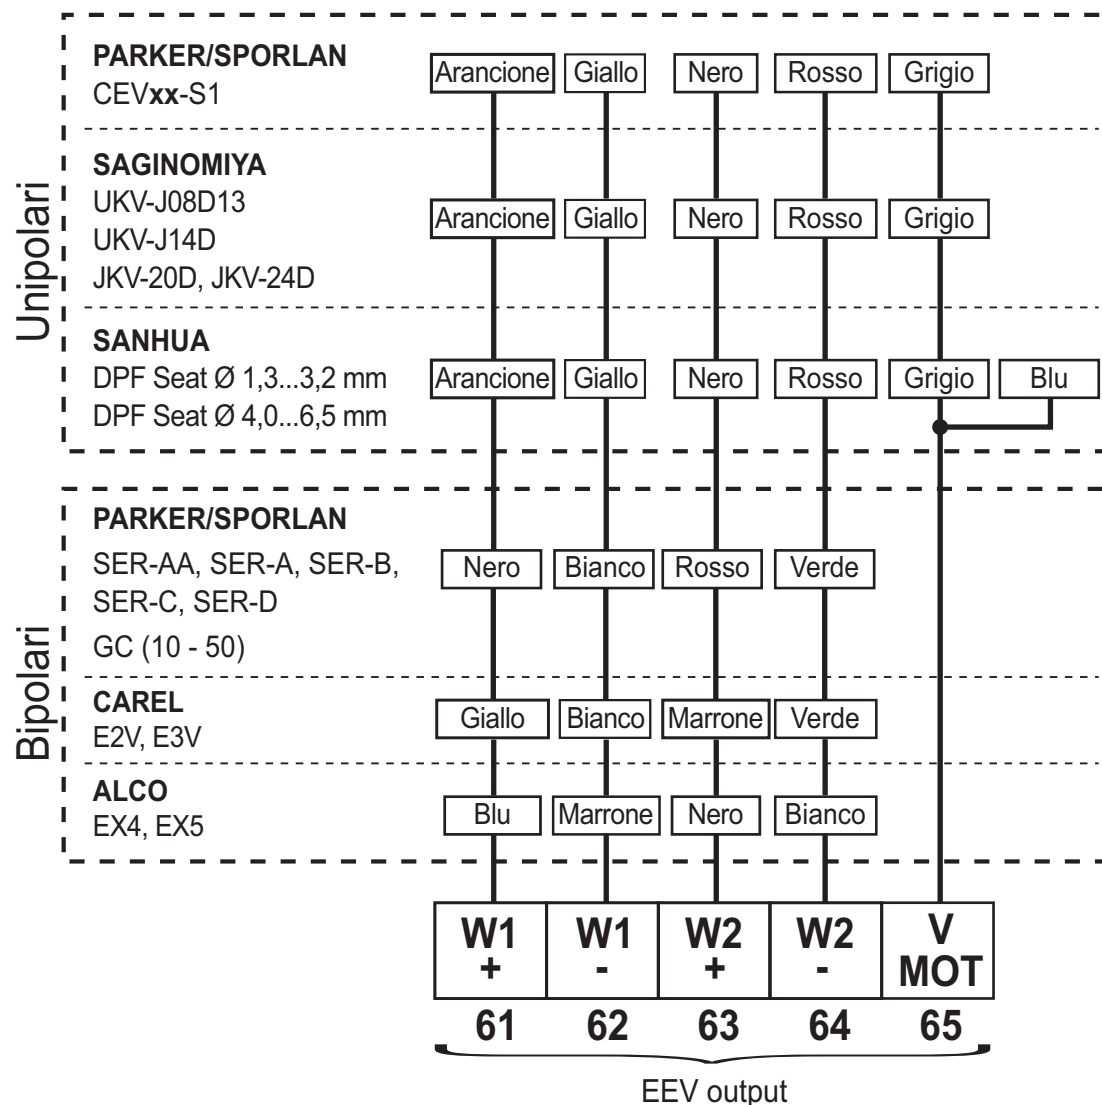 Unipolari
PARKER/SPORLAN
CEVxx-S1
Arancione Giallo Nero Rosso Grigio
SAGINOMIYA
UKV-J08D13
UKV-J14D
JKV-20D, JKV-24D
Arancione Giallo Nero Rosso Grigio
SANHUA
DPF Seat Ø 1,3...3,2 mm
DPF Seat Ø 4,0...6,5 mm
Arancione Giallo Nero Rosso Grigio Blu
Bipolari
PARKER/SPORLAN
SER-AA, SER-A, SER-B,
SER-C, SER-D
GC (10 - 50)
Nero Bianco Rosso Verde
CAREL
E2V, E3V
Giallo Bianco Marrone Verde
ALCO
EX4, EX5
Blu Marrone Nero Bianco
W1 W1 W2 W2 V
+ - + - MOT
61 62 63 64 65
EEV output